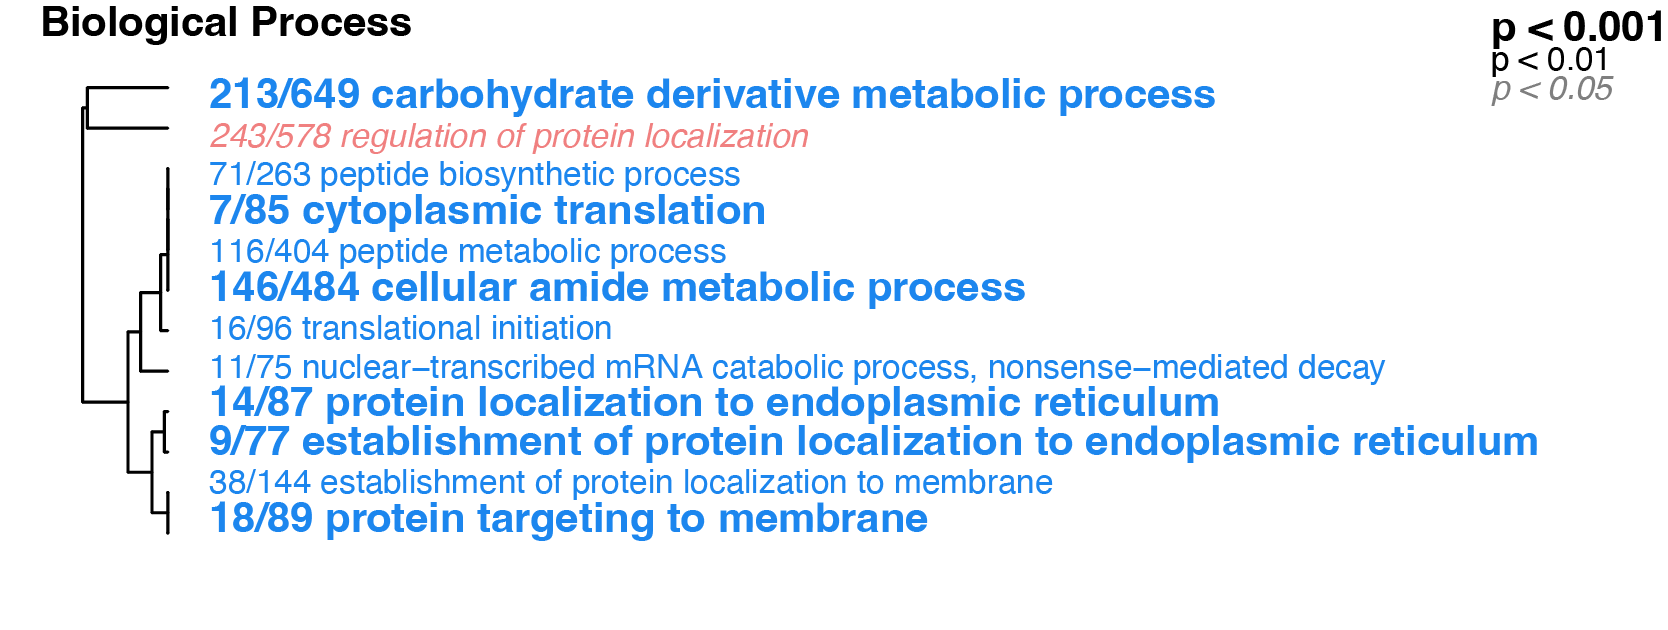 Biological Process
p < 0.001
p < 0.01
p < 0.05
213/649 carbohydrate derivative metabolic process
243/578 regulation of protein localization
71/263 peptide biosynthetic process
7/85 cytoplasmic translation
116/404 peptide metabolic process
146/484 cellular amide metabolic process
16/96 translational initiation
11/75 nuclear−transcribed mRNA catabolic process, nonsense−mediated decay
14/87 protein localization to endoplasmic reticulum
9/77 establishment of protein localization to endoplasmic reticulum
38/144 establishment of protein localization to membrane
18/89 protein targeting to membrane